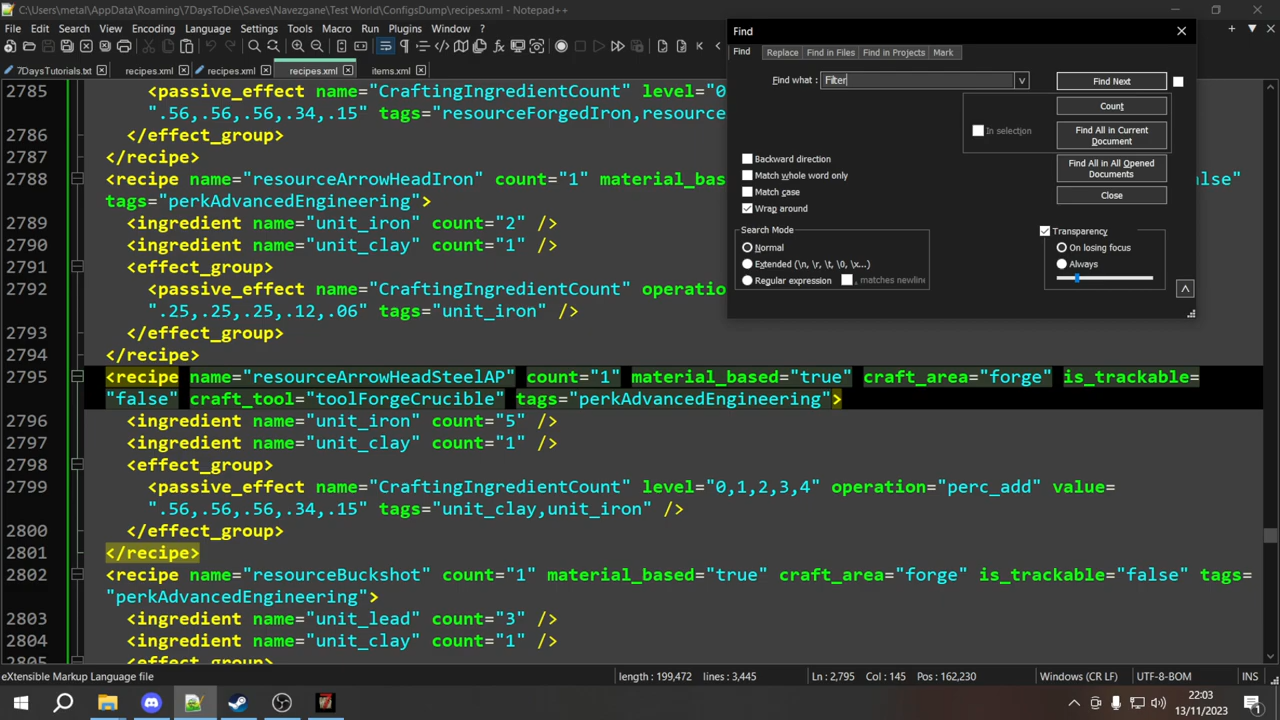 C:\Users\metal\AppData\Roaming\7DaysToDie\Saves\Navezgane\Test World\ConfigsDump\recipes.xml - Notepad++
File Edit Search View Encoding Language Settings Tools Macro Run Plugins Window ?
7DaysTutorials.txt recipes.xml recipes.xml recipes.xml items.xml
2785 <passive_effect name="CraftingIngredientCount" level="0
".56,.56,.56,.34,.15" tags="resourceForgedIron,resource
2786 </effect_group>
2787 </recipe>
2788 <recipe name="resourceArrowHeadIron" count="1" material_bas alse"
tags="perkAdvancedEngineering">
2789 <ingredient name="unit_iron" count="2" />
2790 <ingredient name="unit_clay" count="1" />
2791 <effect_group>
2792 <passive_effect name="CraftingIngredientCount" operation
.25,.25,.25,.12,.06" tags="unit_iron" />
2793 </effect_group>
2794 </recipe>
2795 <recipe name="resourceArrowHeadSteelAP" count="1" material_based="true" craft_area="forge" is_trackable=
"false" craft_tool="toolForgeCrucible" tags="perkAdvancedEngineering">
2796 <ingredient name="unit_iron" count="5" />
2797 <ingredient name="unit_clay" count="1" />
2798 <effect_group>
2799 <passive_effect name="CraftingIngredientCount" level="0,1,2,3,4" operation="perc_add" value=
".56,.56,.56,.34,.15" tags="unit_clay,unit_iron" />
2800 </effect_group>
2801 </recipe>
2802 <recipe name="resourceBuckshot" count="1" material_based="true" craft_area="forge" is_trackable="false" tags=
"perkAdvancedEngineering">
2803 <ingredient name="unit_lead" count="3" />
2804 <ingredient name="unit_clay" count="1" />
2805 <effect_group>
Find
Find Replace Find in Files Find in Projects Mark
Find what : Filter
Find Next
Count
In selection
Find All in Current
Document
Find All in All Opened
Documents
Close
Backward direction
Match whole word only
Match case
Wrap around
Search Mode
Normal
Extended (\n, \r, \t, \0, \x...)
Regular expression . matches newline
Transparency
On losing focus
Always
eXtensible Markup Language file length : 199,472 lines : 3,445 Ln : 2,795 Col : 145 Pos : 162,230 Windows (CR LF) UTF-8-BOM INS
22:03
13/11/2023
1